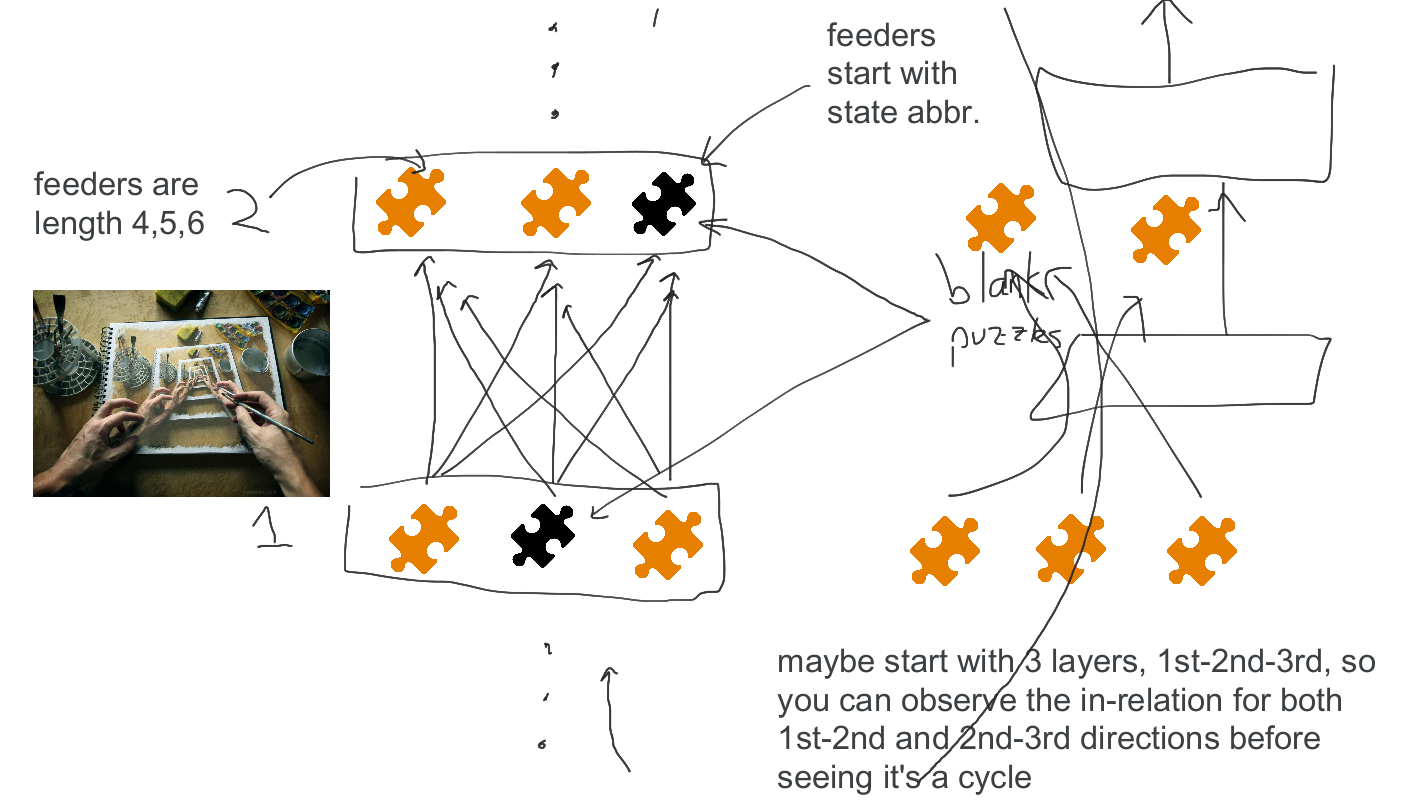 feeders
start with
state abbr.
feeders are
length 4,5,6
2
blank
puzzles
1
maybe start with 3 layers, 1st-2nd-3rd, so
you can observe the in-relation for both
1st-2nd and 2nd-3rd directions before
seeing it's a cycle